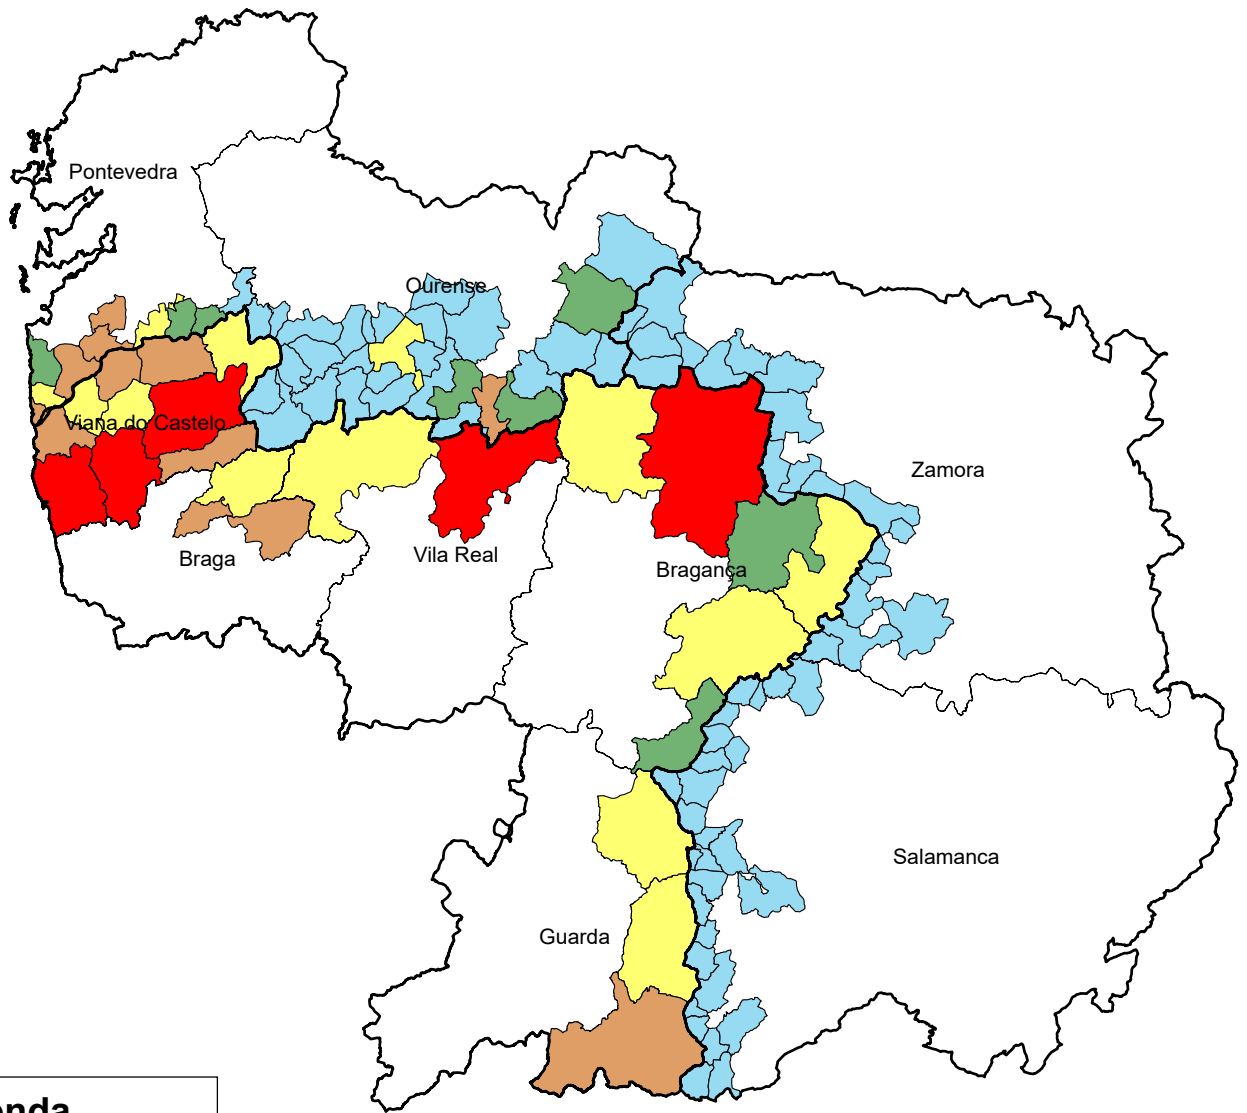 Pontevedra
Ourense
Viana do Castelo
Zamora
Braga
Vila Real
Bragança
Salamanca
Guarda